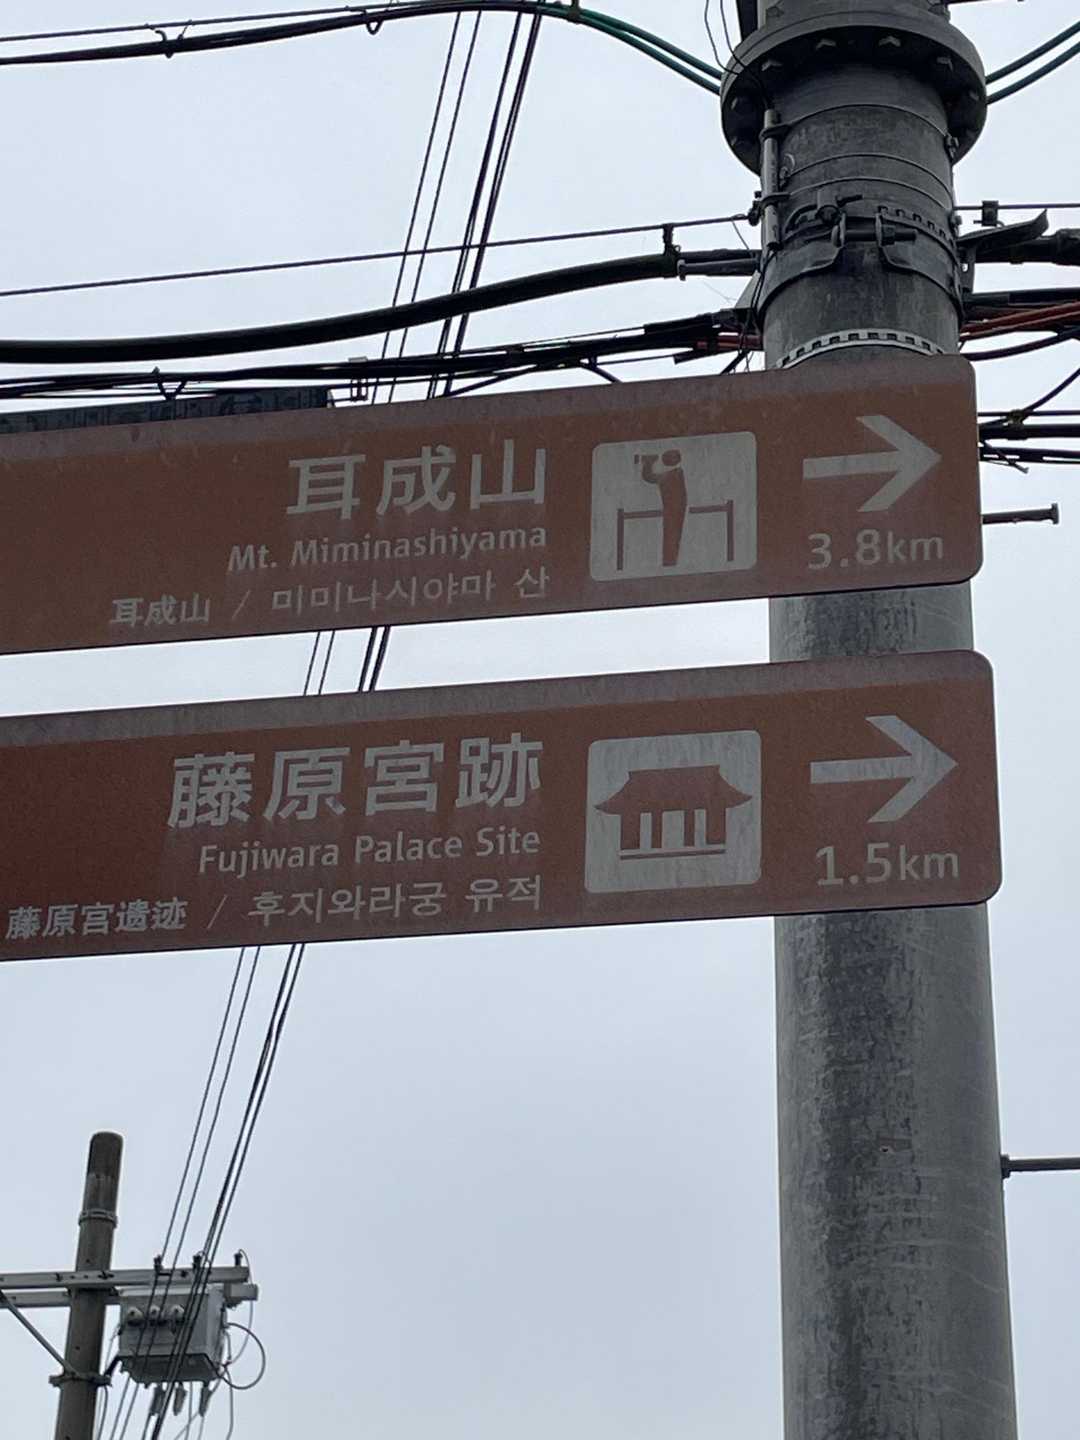 耳成山
Mt. Miminashiyama
耳成山 / 미미나시야마 산
3.8km
藤原宮跡
Fujiwara Palace Site
藤原宫遗迹 / 후지와라궁 유적
1.5km